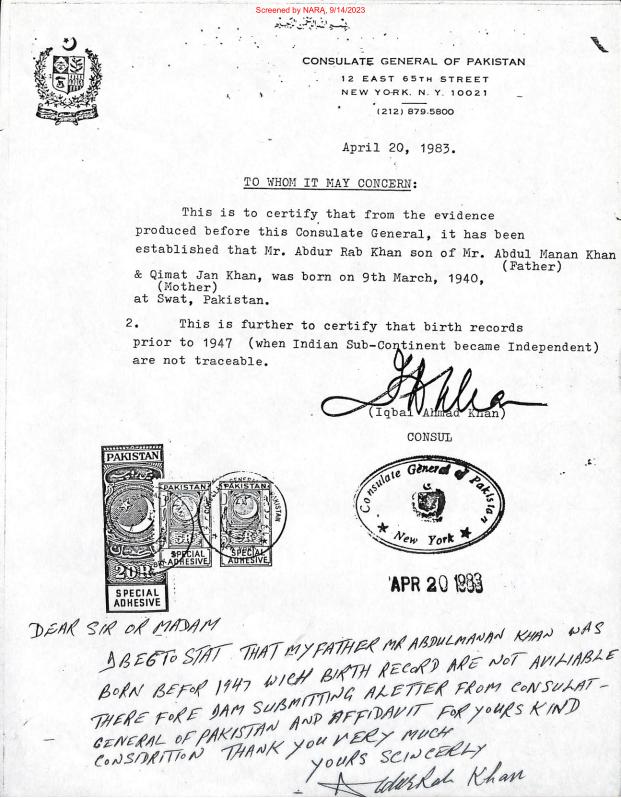 Screened by NARA, 9/14/2023
CONSULATE GENERAL OF PAKISTAN
12 EAST 65TH STREET
NEW YORK, N. Y. 10021
(212) 879-5800
April 20, 1983.
TO WHOM IT MAY CONCERN:
This is to certify that from the evidence
produced before this Consulate General, it has been
established that Mr. Abdur Rab Khan son of Mr. Abdul Manan Khan
(Father)
& Qimat Jan Khan, was born on 9th March, 1940,
(Mother)
at Swat, Pakistan.
2. This is further to certify that birth records
prior to 1947 (when Indian Sub-Continent became Independent)
are not traceable.
(Iqbal Ahmad Khan)
CONSUL
PAKISTAN
20R
SPECIAL
ADHESIVE
PAKISTAN
SPECIAL
ADHESIVE
PAKISTAN
SPECIAL
ADHESIVE
Consulate General of Pakistan
New York
APR 20 1983
DEAR SIR OR MADAM
I BEG TO STAT THAT MY FATHER MR ABDULMANAN KHAN WAS
BORN BEFOR 1947 WICH BIRTH RECORD ARE NOT AVILIABLE
THERE FORE IAM SUBMITTING A LETTER FROM CONSULAT-
GENERAL OF PAKISTAN AND AFFIDAVIT FOR YOURS KIND
CONSIDRITION THANK YOU VERY MUCH
YOURS SCINCERLY
Abdur Rab Khan